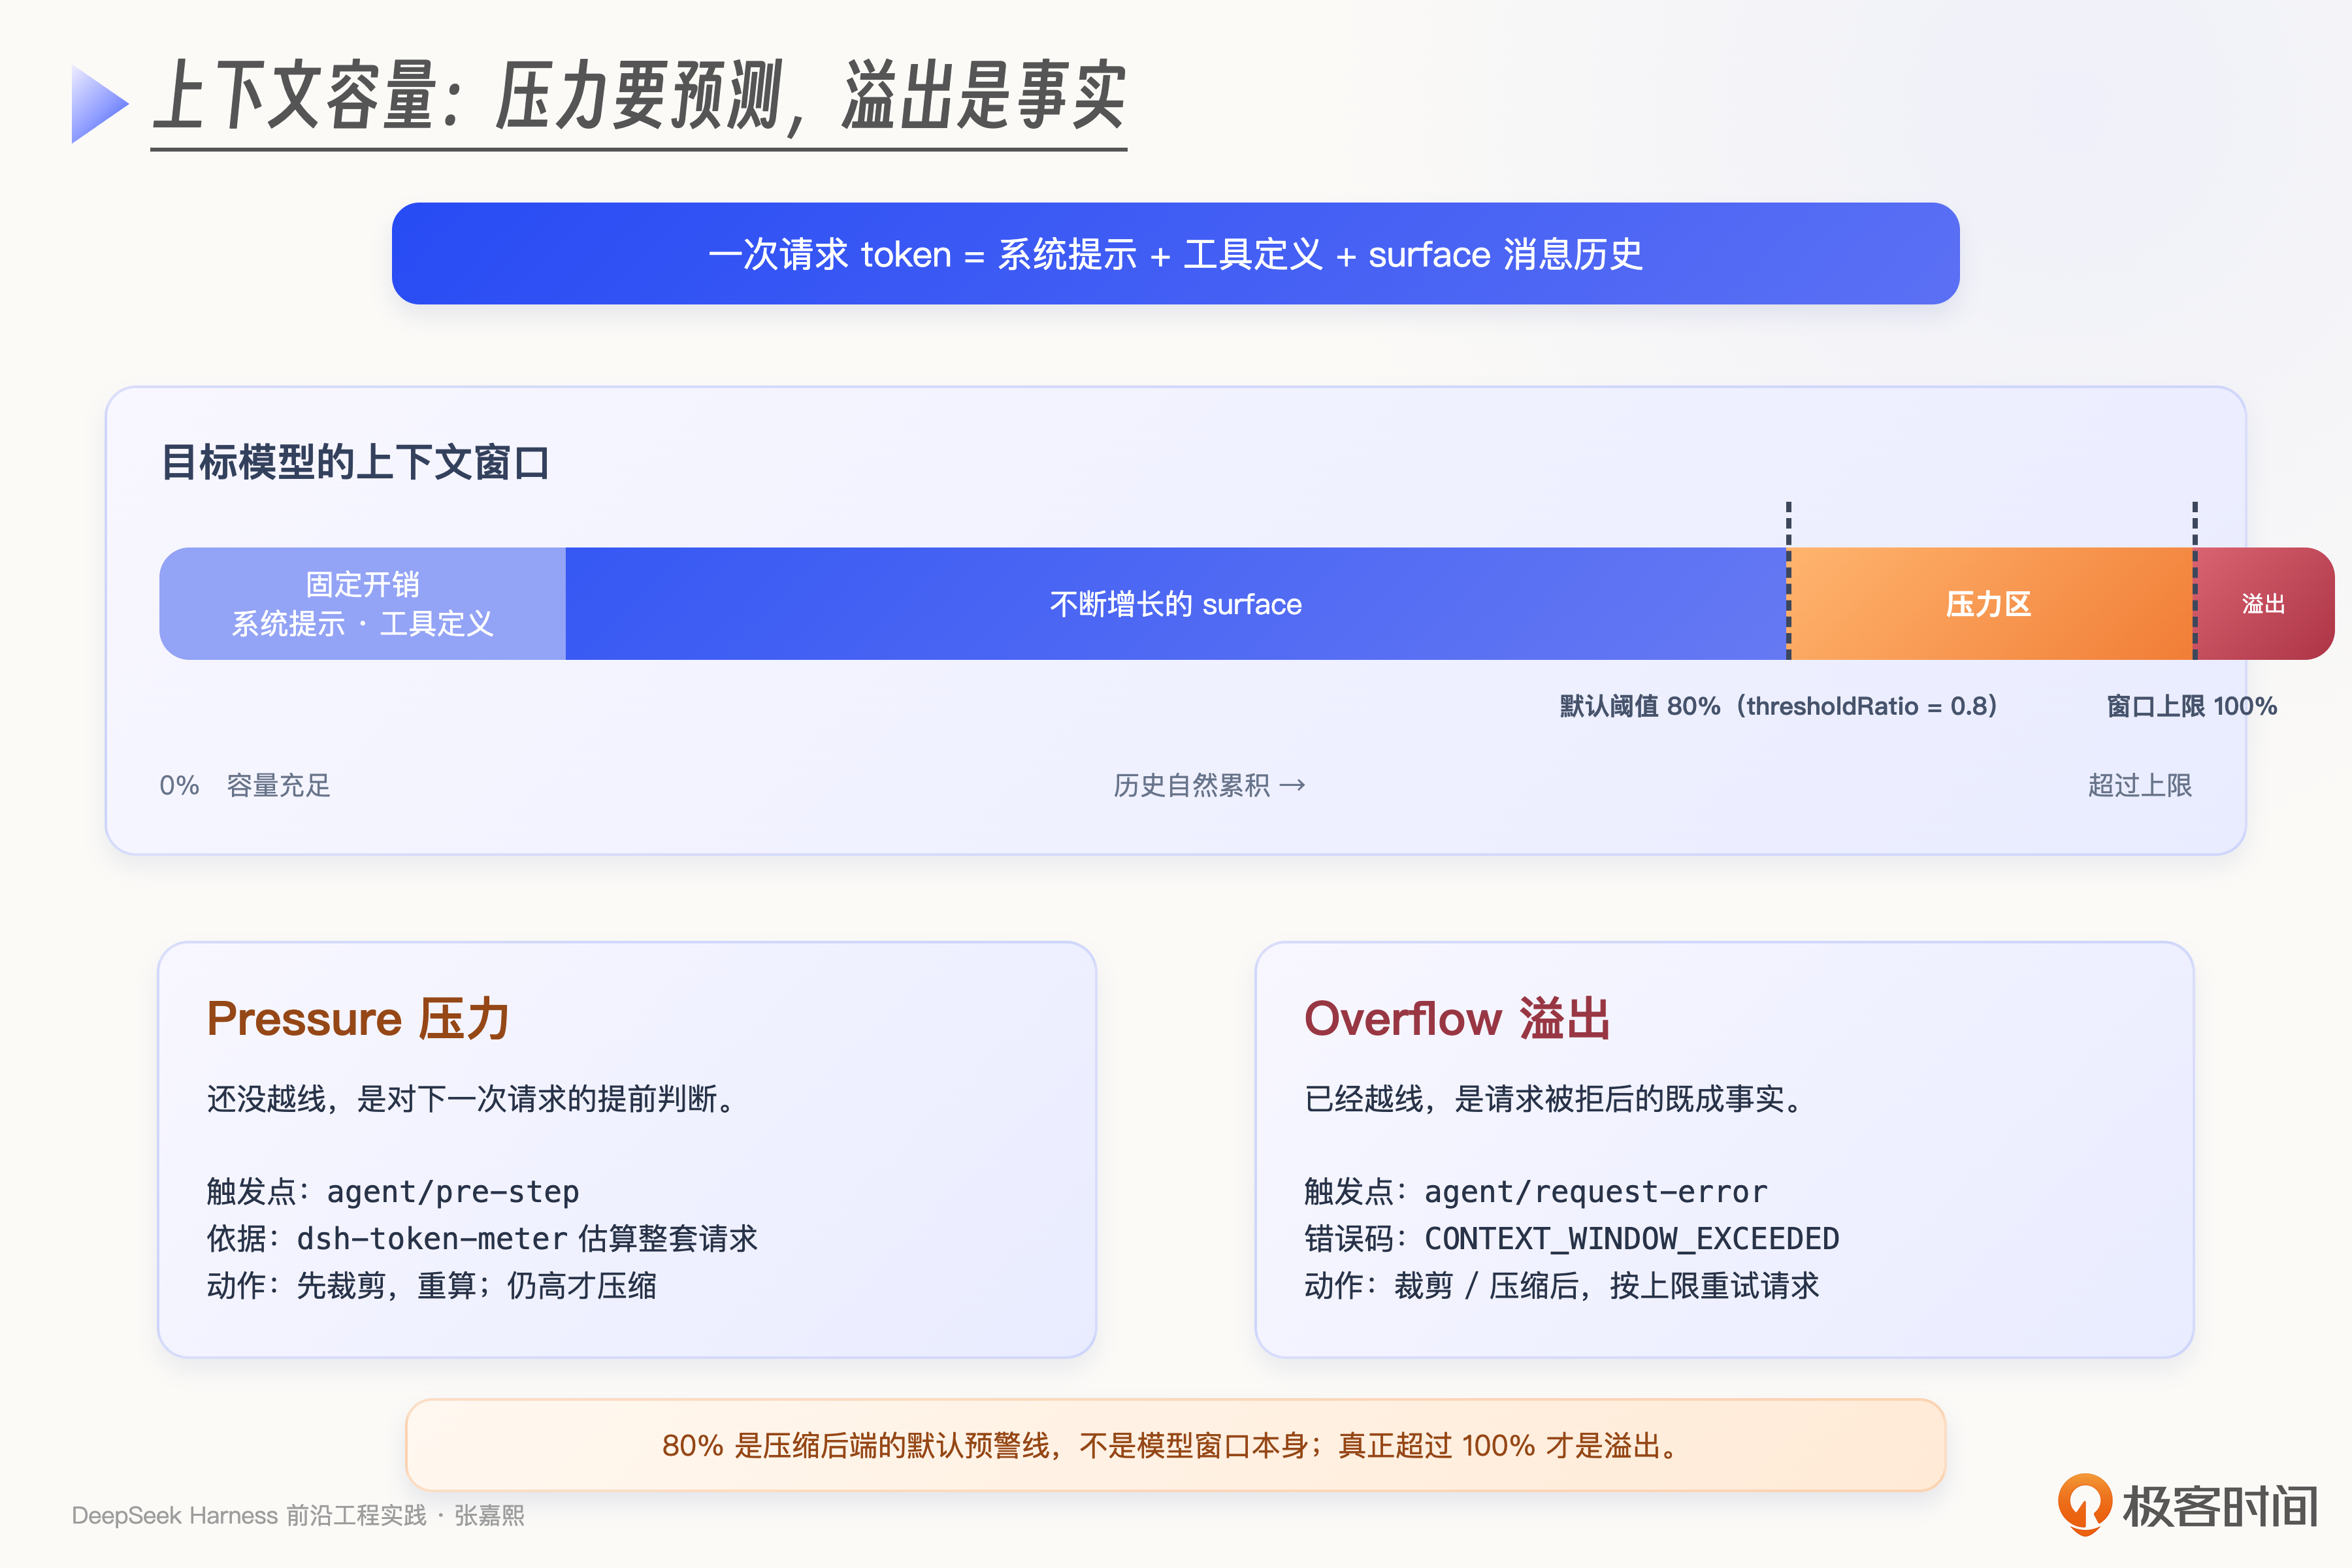 上下文容量：压力要预测，溢出是事实
一次请求 token = 系统提示 + 工具定义 + surface 消息历史
目标模型的上下文窗口
固定开销
系统提示 · 工具定义
不断增长的 surface
压力区
溢出
默认阈值 80%（thresholdRatio = 0.8）
窗口上限 100%
0% 容量充足
历史自然累积 →
超过上限
Pressure 压力
还没越线，是对下一次请求的提前判断。
触发点：agent/pre-step
依据：dsh-token-meter 估算整套请求
动作：先裁剪，重算；仍高才压缩
Overflow 溢出
已经越线，是请求被拒后的既成事实。
触发点：agent/request-error
错误码：CONTEXT_WINDOW_EXCEEDED
动作：裁剪 / 压缩后，按上限重试请求
80% 是压缩后端的默认预警线，不是模型窗口本身；真正超过 100% 才是溢出。
DeepSeek Harness 前沿工程实践 · 张嘉熙
极客时间